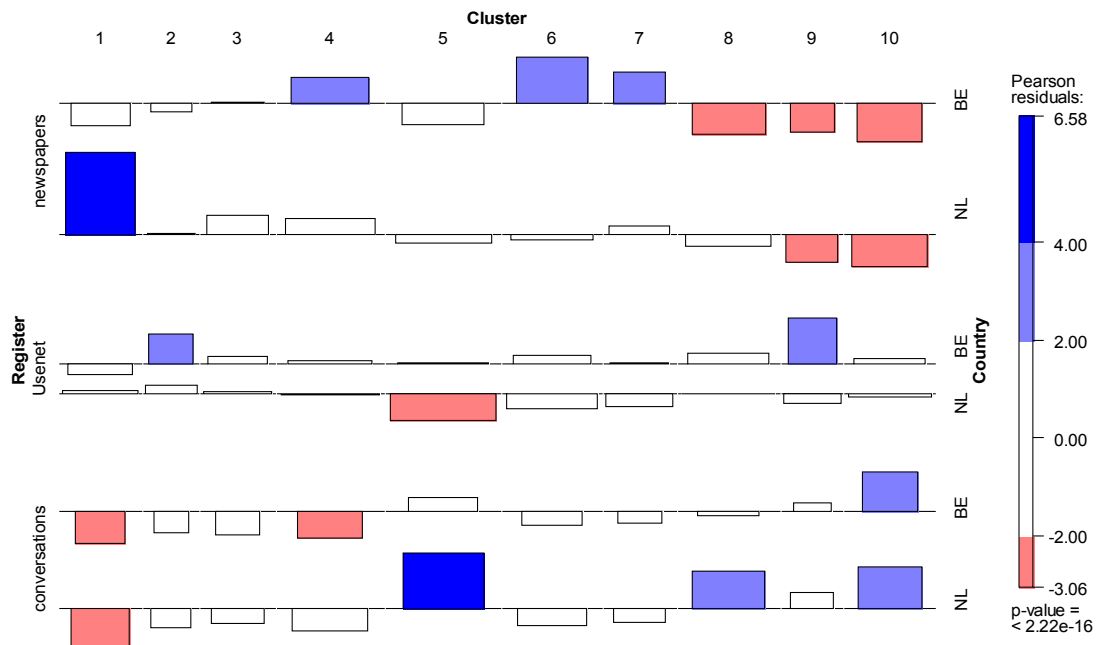 Cluster
1 2 3 4 5 6 7 8 9 10
Register
newspapers
Usenet
conversations
BE
NL
BE
NL
BE
NL
Country
Pearson
residuals:
6.58
4.00
2.00
0.00
-2.00
-3.06
p-value =
< 2.22e-16